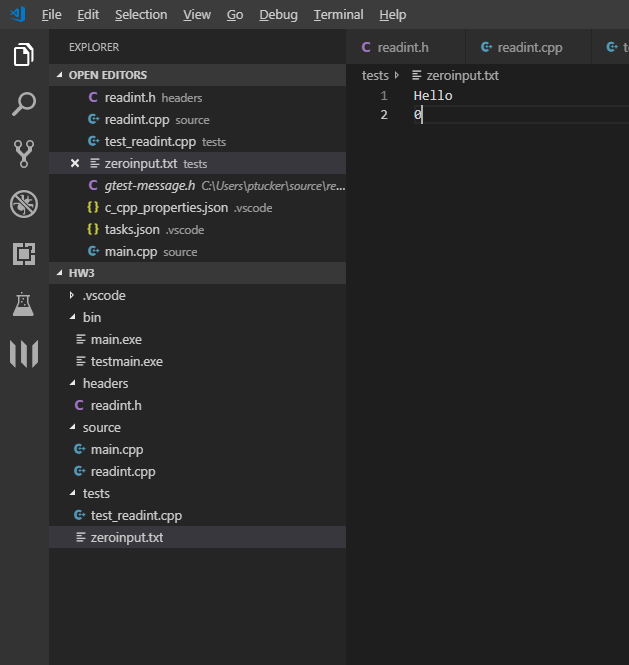 File Edit Selection View Go Debug Terminal Help
EXPLORER
OPEN EDITORS
C readint.h headers
readint.cpp source
test_readint.cpp tests
zeroinput.txt tests
C gtest-message.h C:\Users\ptucker\source\re...
{} c_cpp_properties.json .vscode
{} tasks.json .vscode
main.cpp source
HW3
.vscode
bin
main.exe
testmain.exe
headers
C readint.h
source
main.cpp
readint.cpp
tests
test_readint.cpp
zeroinput.txt
C readint.h readint.cpp t
tests zeroinput.txt
1 Hello
2 0